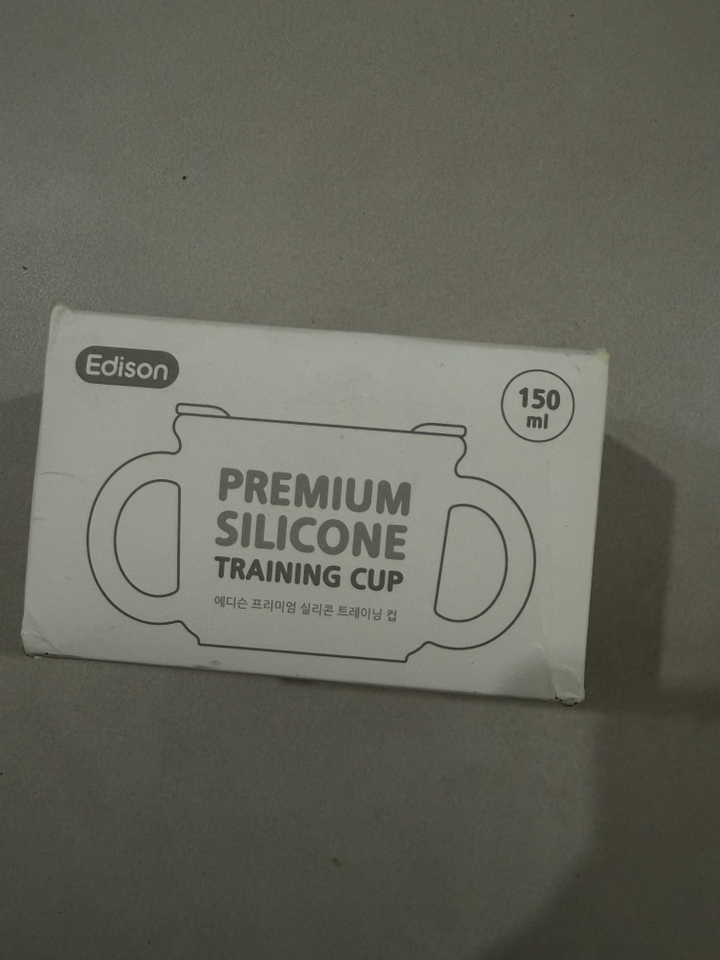 Edison
150
ml
PREMIUM
SILICONE
TRAINING CUP
에디슨 프리미엄 실리콘 트레이닝 컵